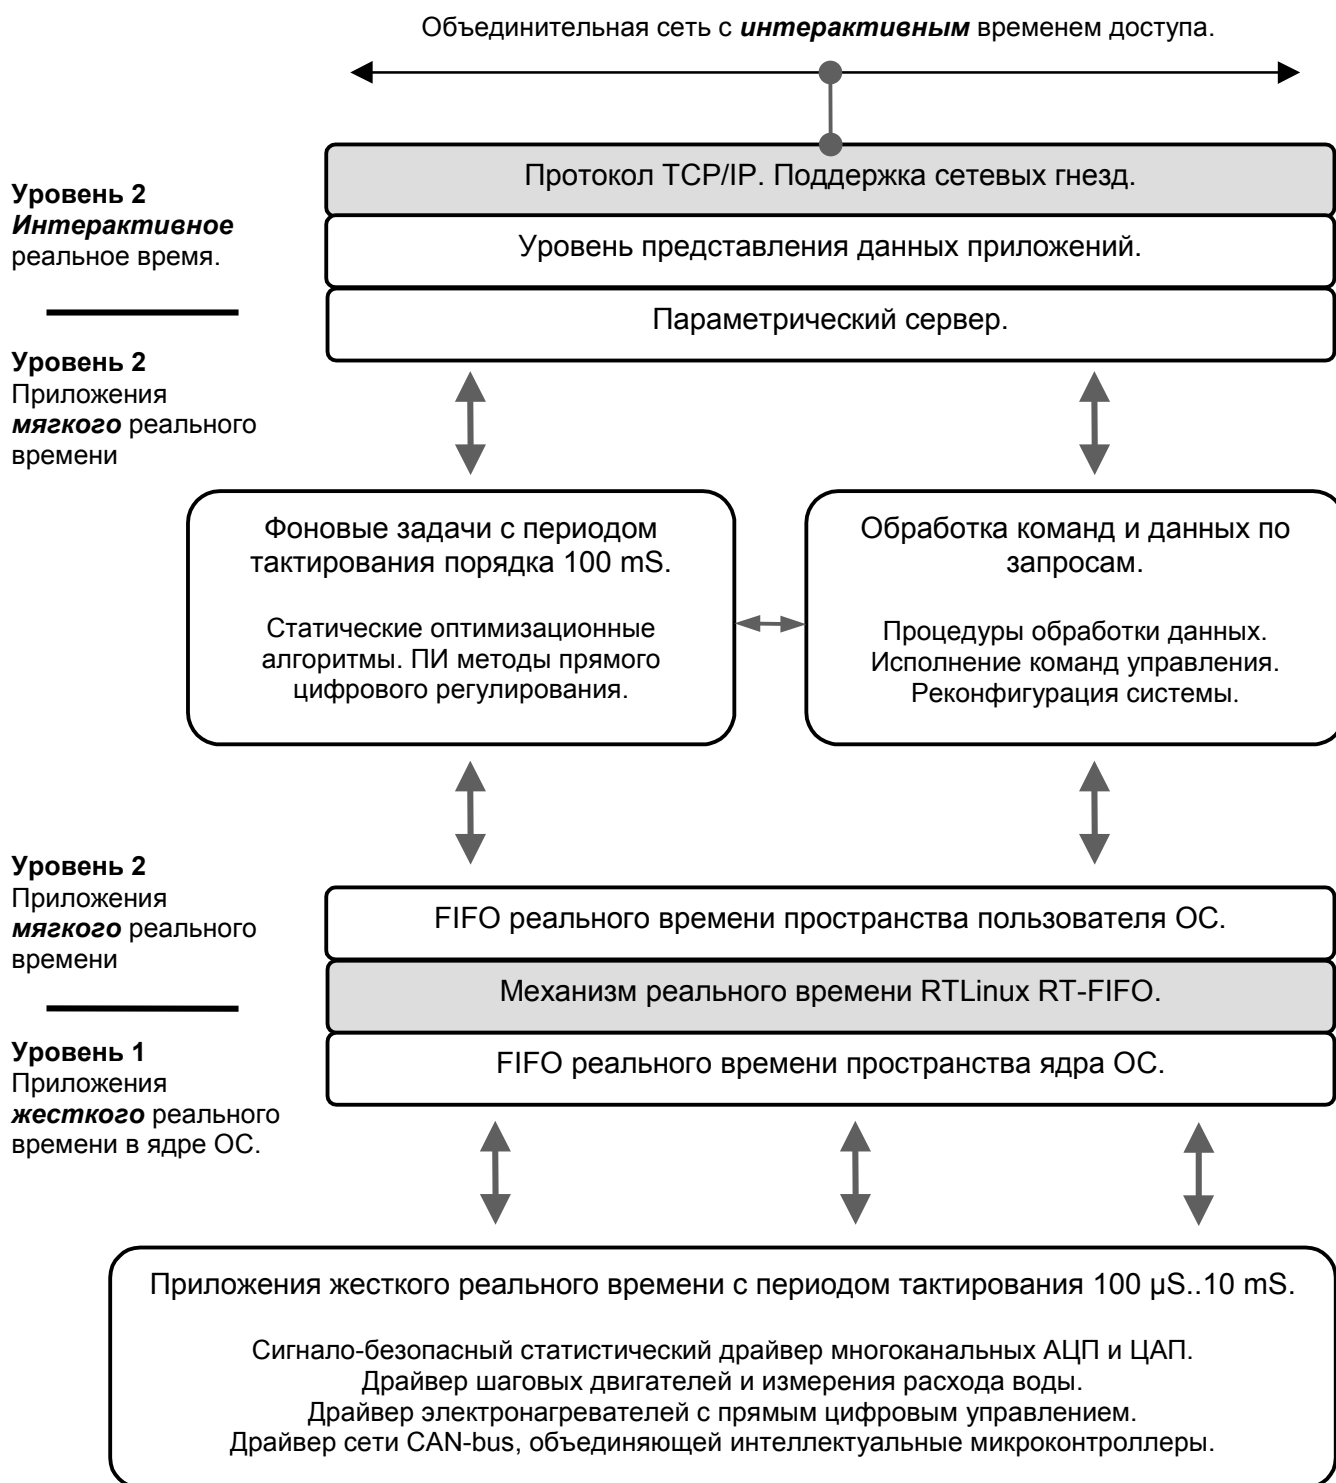 Объединительная сеть с интерактивным временем доступа.
Протокол TCP/IP. Поддержка сетевых гнезд.
Уровень представления данных приложений.
Параметрический сервер.
Уровень 2
Интерактивное
реальное время.
Уровень 2
Приложения
мягкого реального
времени
Фоновые задачи с периодом
тактирования порядка 100 mS.
Статические оптимизационные
алгоритмы. ПИ методы прямого
цифрового регулирования.
Обработка команд и данных по
запросам.
Процедуры обработки данных.
Исполнение команд управления.
Реконфигурация системы.
Уровень 2
Приложения
мягкого реального
времени
Уровень 1
Приложения
жесткого реального
времени в ядре ОС.
FIFO реального времени пространства пользователя ОС.
Механизм реального времени RTLinux RT-FIFO.
FIFO реального времени пространства ядра ОС.
Приложения жесткого реального времени с периодом тактирования 100 µS..10 mS.
Сигнало-безопасный статистический драйвер многоканальных АЦП и ЦАП.
Драйвер шаговых двигателей и измерения расхода воды.
Драйвер электронагревателей с прямым цифровым управлением.
Драйвер сети CAN-bus, объединяющей интеллектуальные микроконтроллеры.